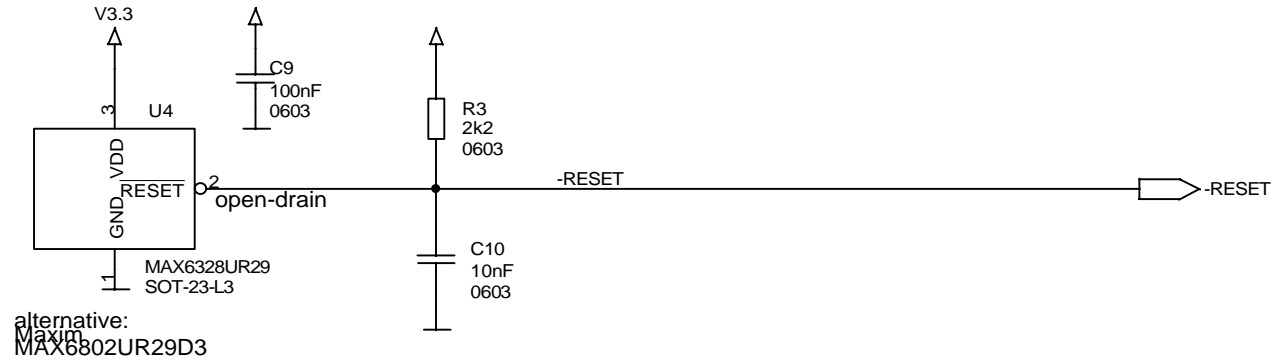 V3.3
C9
100nF
0603
3
U4
R3
2k2
0603
VDD
RESET
2
-RESET
-RESET
open-drain
GND
1
MAX6328UR29
SOT-23-L3
C10
10nF
0603
alternative:
Maxim
MAX6802UR29D3